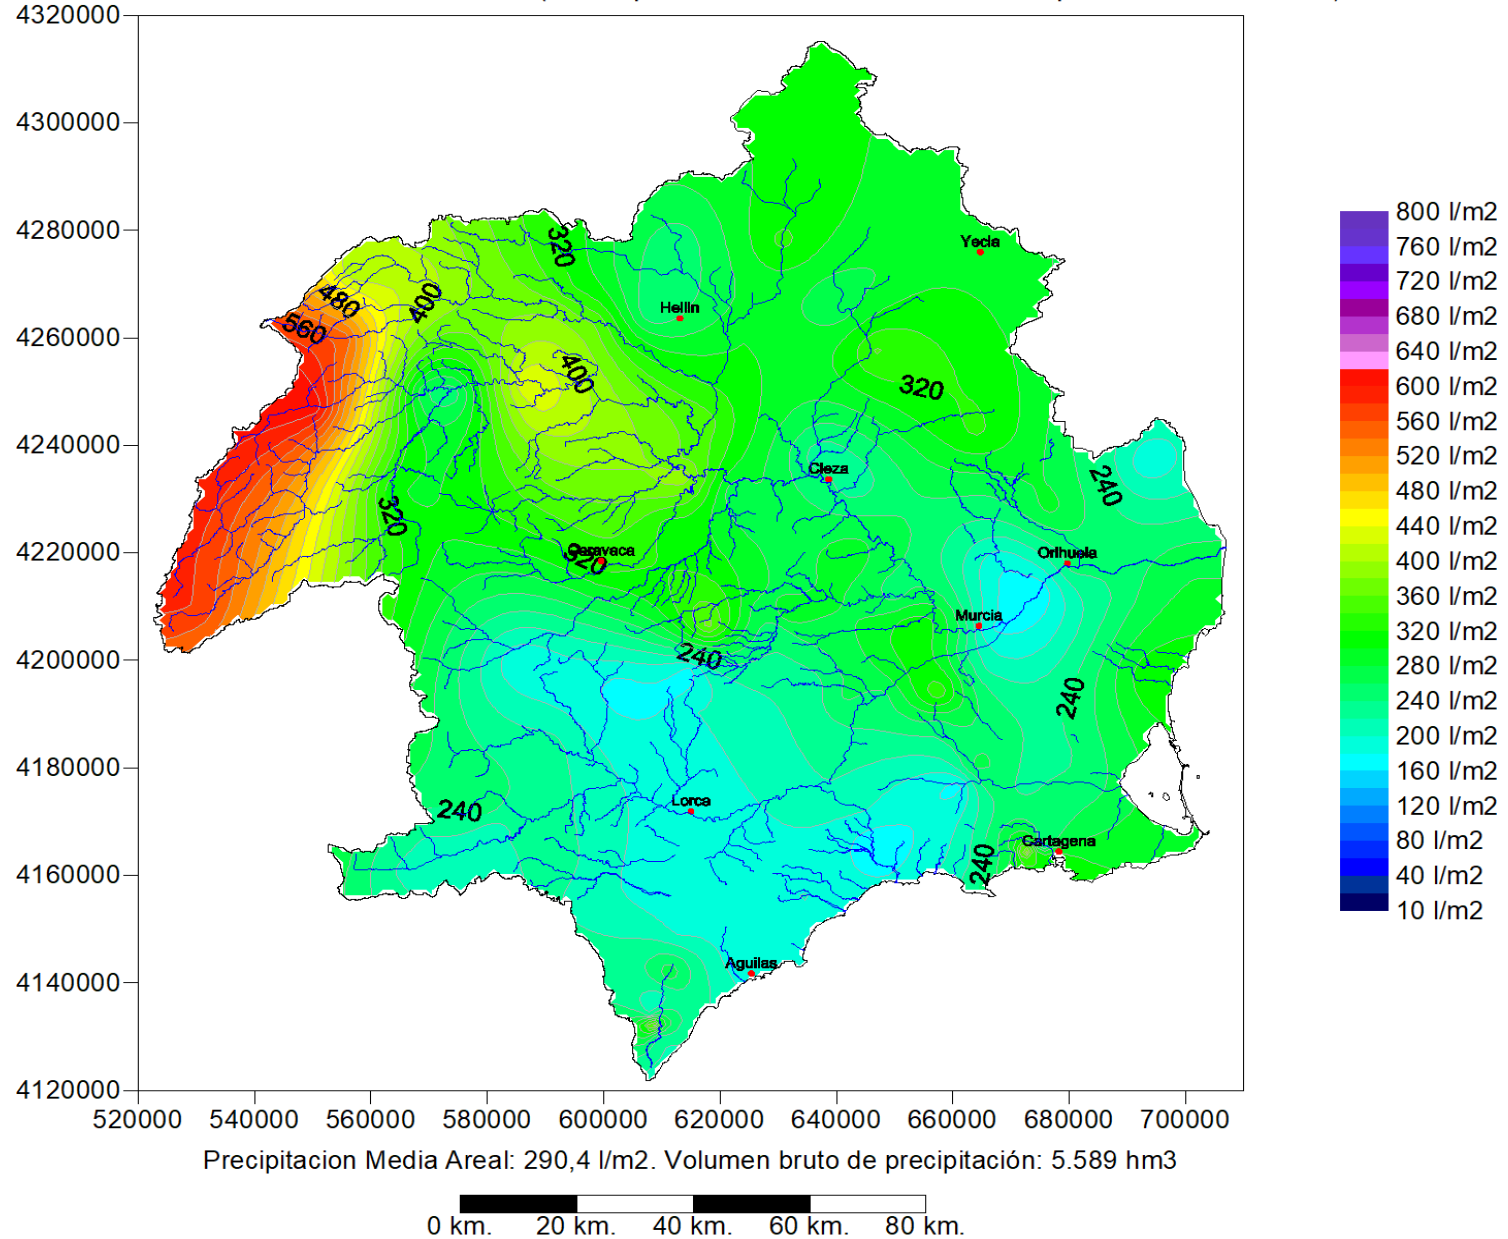 4320000
4300000
4280000
4260000
4240000
4220000
4200000
4180000
4160000
4140000
4120000
520000 540000 560000 580000 600000 620000 640000 660000 680000 700000
320
Yecla
480
400
Hellin
560
400
320
Cieza
240
320
Caravaca
320
Orihuela
Murcia
240
240
Lorca
240
Cartagena
240
Aguilas
800 l/m2
760 l/m2
720 l/m2
680 l/m2
640 l/m2
600 l/m2
560 l/m2
520 l/m2
480 l/m2
440 l/m2
400 l/m2
360 l/m2
320 l/m2
280 l/m2
240 l/m2
200 l/m2
160 l/m2
120 l/m2
80 l/m2
40 l/m2
10 l/m2
Precipitacion Media Areal: 290,4 l/m2. Volumen bruto de precipitación: 5.589 hm3
0 km. 20 km. 40 km. 60 km. 80 km.